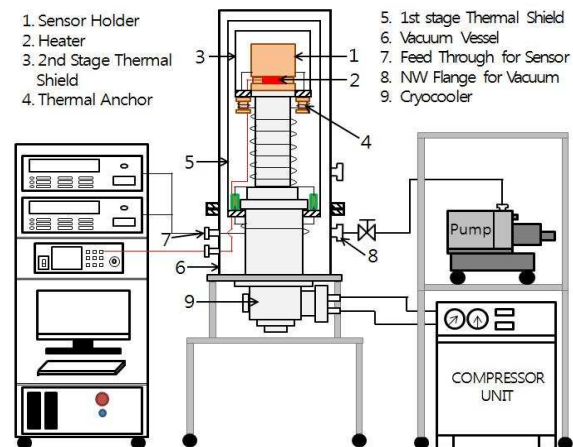 1. Sensor Holder
2. Heater
3. 2nd Stage Thermal
Shield
4. Thermal Anchor
5. 1st stage Thermal Shield
6. Vacuum Vessel
7. Feed Through for Sensor
8. NW Flange for Vacuum
9. Cryocooler
3
1
2
4
5
7
6
8
9
Pump
COMPRESSOR
UNIT